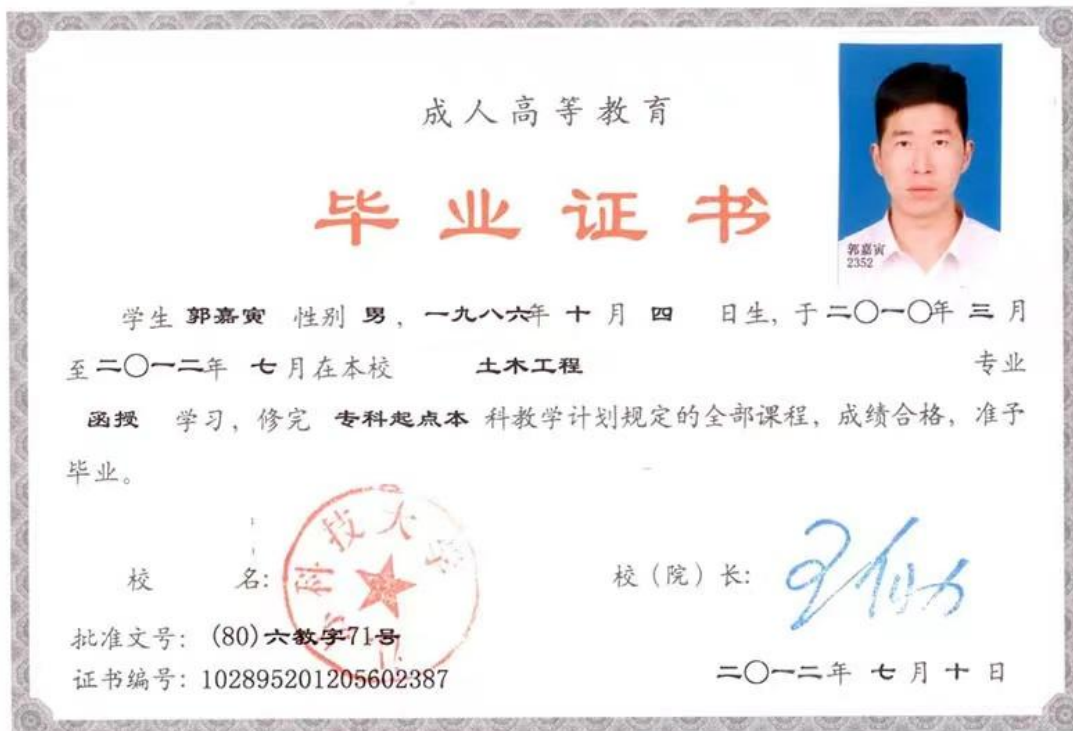 成人高等教育
毕业证书
郭嘉寅
2352
学生 郭嘉寅 性别 男，一九八六年 十 月 四 日生，于二〇一〇年 三 月
至二〇一二年 七 月在本校 土木工程 专业
函授 学习，修完 专科起点本 科教学计划规定的全部课程，成绩合格，准予
毕业。
科技大学
校 名： 校（院）长：
批准文号：(80)六教字71号
证书编号：102895201205602387
二〇一二年 七 月 十 日